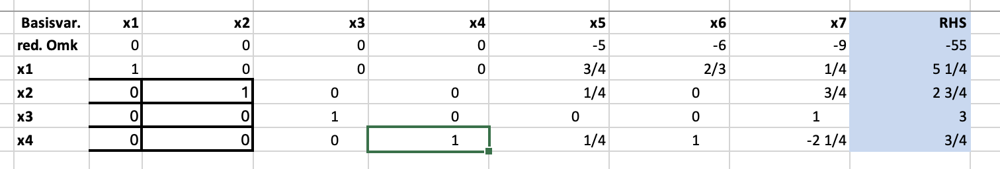 Basisvar. x1 x2 x3 x4 x5 x6 x7 RHS
red. Omk 0 0 0 0 -5 -6 -9 -55
x1 1 0 0 0 3/4 2/3 1/4 5 1/4
x2 0 1 0 0 1/4 0 3/4 2 3/4
x3 0 0 1 0 0 0 1 3
x4 0 0 0 1 1/4 1 -2 1/4 3/4